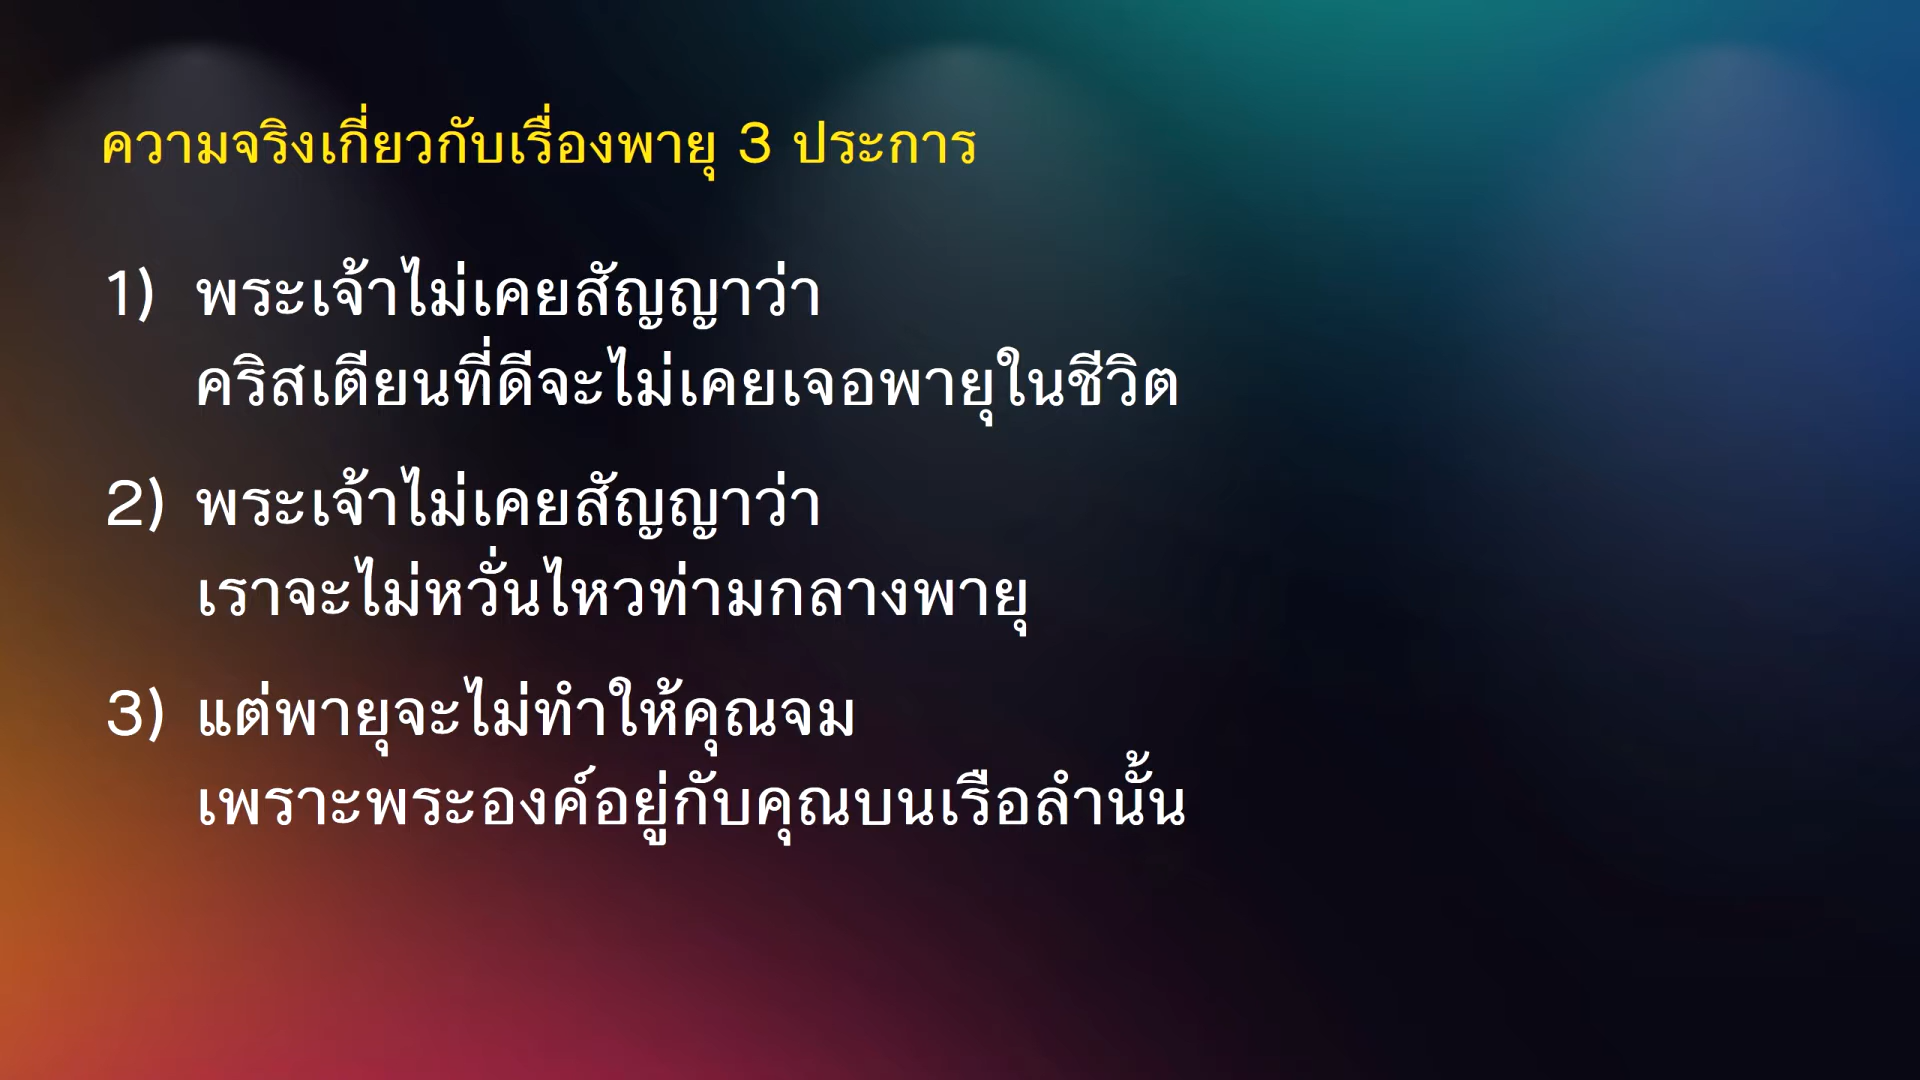 ความจริงเกี่ยวกับเรื่องพายุ 3 ประการ
1) พระเจ้าไม่เคยสัญญาว่า
คริสเตียนที่ดีจะไม่เคยเจอพายุในชีวิต
2) พระเจ้าไม่เคยสัญญาว่า
เราจะไม่หวั่นไหวท่ามกลางพายุ
3) แต่พายุจะไม่ทำให้คุณจม
เพราะพระองค์อยู่กับคุณบนเรือลำนั้น